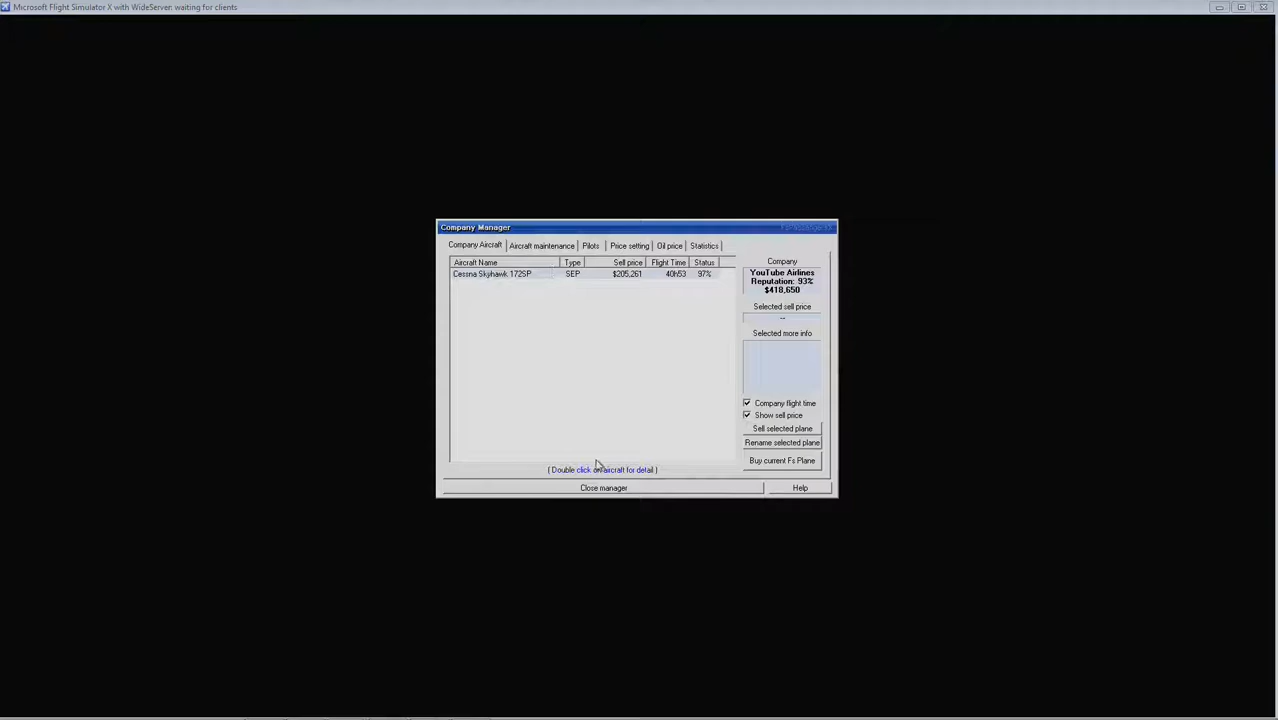 Microsoft Flight Simulator X with WideServer: waiting for clients
Company Manager
Company Aircraft Aircraft maintenance Pilots Price setting Oil price Statistics
Aircraft Name Type Sell price Flight Time Status
Cessna Skyhawk 172SP SEP $205,261 40h53 97%
Company
YouTube Airlines
Reputation: 93%
$418,650
Selected sell price
--
Selected more info
Company flight time
Show sell price
Sell selected plane
Rename selected plane
Buy current Fs Plane
( Double click on aircraft for detail )
Close manager Help